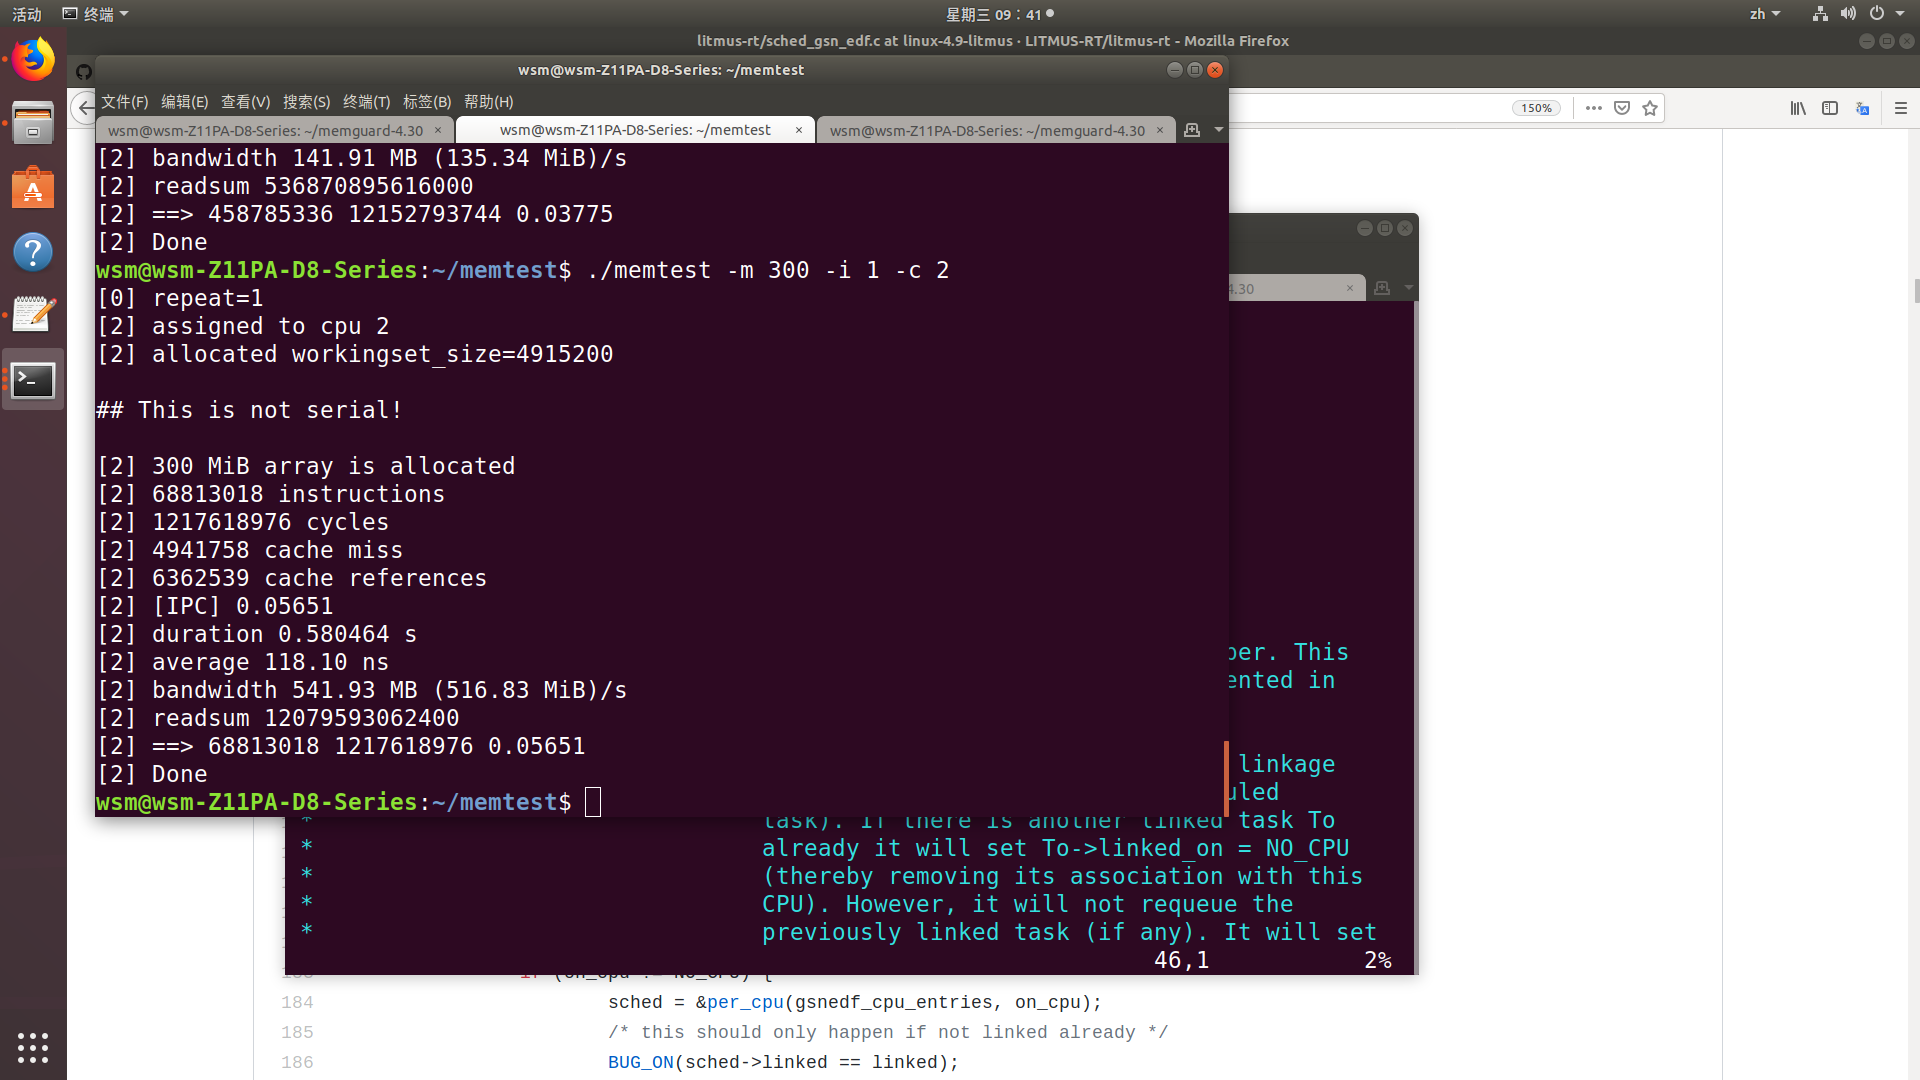 活动 终端 星期三 09：41 zh
litmus-rt/sched_gsn_edf.c at linux-4.9-litmus · LITMUS-RT/litmus-rt - Mozilla Firefox
wsm@wsm-Z11PA-D8-Series: ~/memtest
文件(F) 编辑(E) 查看(V) 搜索(S) 终端(T) 标签(B) 帮助(H)
150%
wsm@wsm-Z11PA-D8-Series: ~/memguard-4.30 × wsm@wsm-Z11PA-D8-Series: ~/memtest × wsm@wsm-Z11PA-D8-Series: ~/memguard-4.30 ×
[2] bandwidth 141.91 MB (135.34 MiB)/s
[2] readsum 536870895616000
[2] ==> 458785336 12152793744 0.03775
[2] Done
wsm@wsm-Z11PA-D8-Series:~/memtest$ ./memtest -m 300 -i 1 -c 2
4.30 ×
[0] repeat=1
[2] assigned to cpu 2
[2] allocated workingset_size=4915200
## This is not serial!
[2] 300 MiB array is allocated
[2] 68813018 instructions
[2] 1217618976 cycles
[2] 4941758 cache miss
[2] 6362539 cache references
[2] [IPC] 0.05651
[2] duration 0.580464 s
[2] average 118.10 ns
[2] bandwidth 541.93 MB (516.83 MiB)/s
[2] readsum 12079593062400
[2] ==> 68813018 1217618976 0.05651
[2] Done
wsm@wsm-Z11PA-D8-Series:~/memtest$
per. This
ented in
linkage
uled
* task). If there is another linked task To
* already it will set To->linked_on = NO_CPU
* (thereby removing its association with this
* CPU). However, it will not requeue the
* previously linked task (if any). It will set
46,1 2%
183 if (on_cpu != NO_CPU) {
184 sched = &per_cpu(gsnedf_cpu_entries, on_cpu);
185 /* this should only happen if not linked already */
186 BUG_ON(sched->linked == linked);